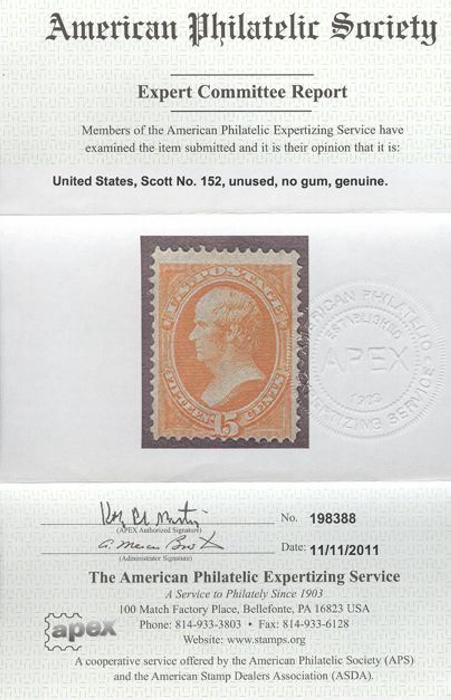 American Philatelic Society
Expert Committee Report
Members of the American Philatelic Expertizing Service have
examined the item submitted and it is their opinion that it is:
United States, Scott No. 152, unused, no gum, genuine.
U.S. POSTAGE
FIFTEEN 15 CENTS
AMERICAN PHILATELIC
EXPERTIZING SERVICE
ESTABLISHED
APEX
1903
(APEX Authorized Signature)
No. 198388
(Administrator Signature)
Date: 11/11/2011
The American Philatelic Expertizing Service
A Service to Philately Since 1903
100 Match Factory Place, Bellefonte, PA 16823 USA
Phone: 814-933-3803 • Fax: 814-933-6128
Website: www.stamps.org
apex
A cooperative service offered by the American Philatelic Society (APS)
and the American Stamp Dealers Association (ASDA).